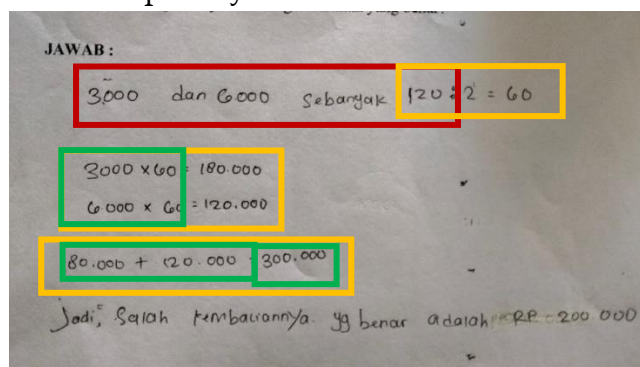 JAWAB :
3000 dan 6000 sebanyak 120 : 2 = 60
3000 x 60 = 180.000
6.000 x 60 = 120.000
80.000 + 120.000 300.000
Jadi, Salah kembaliannya yg benar adalah RP 200.000